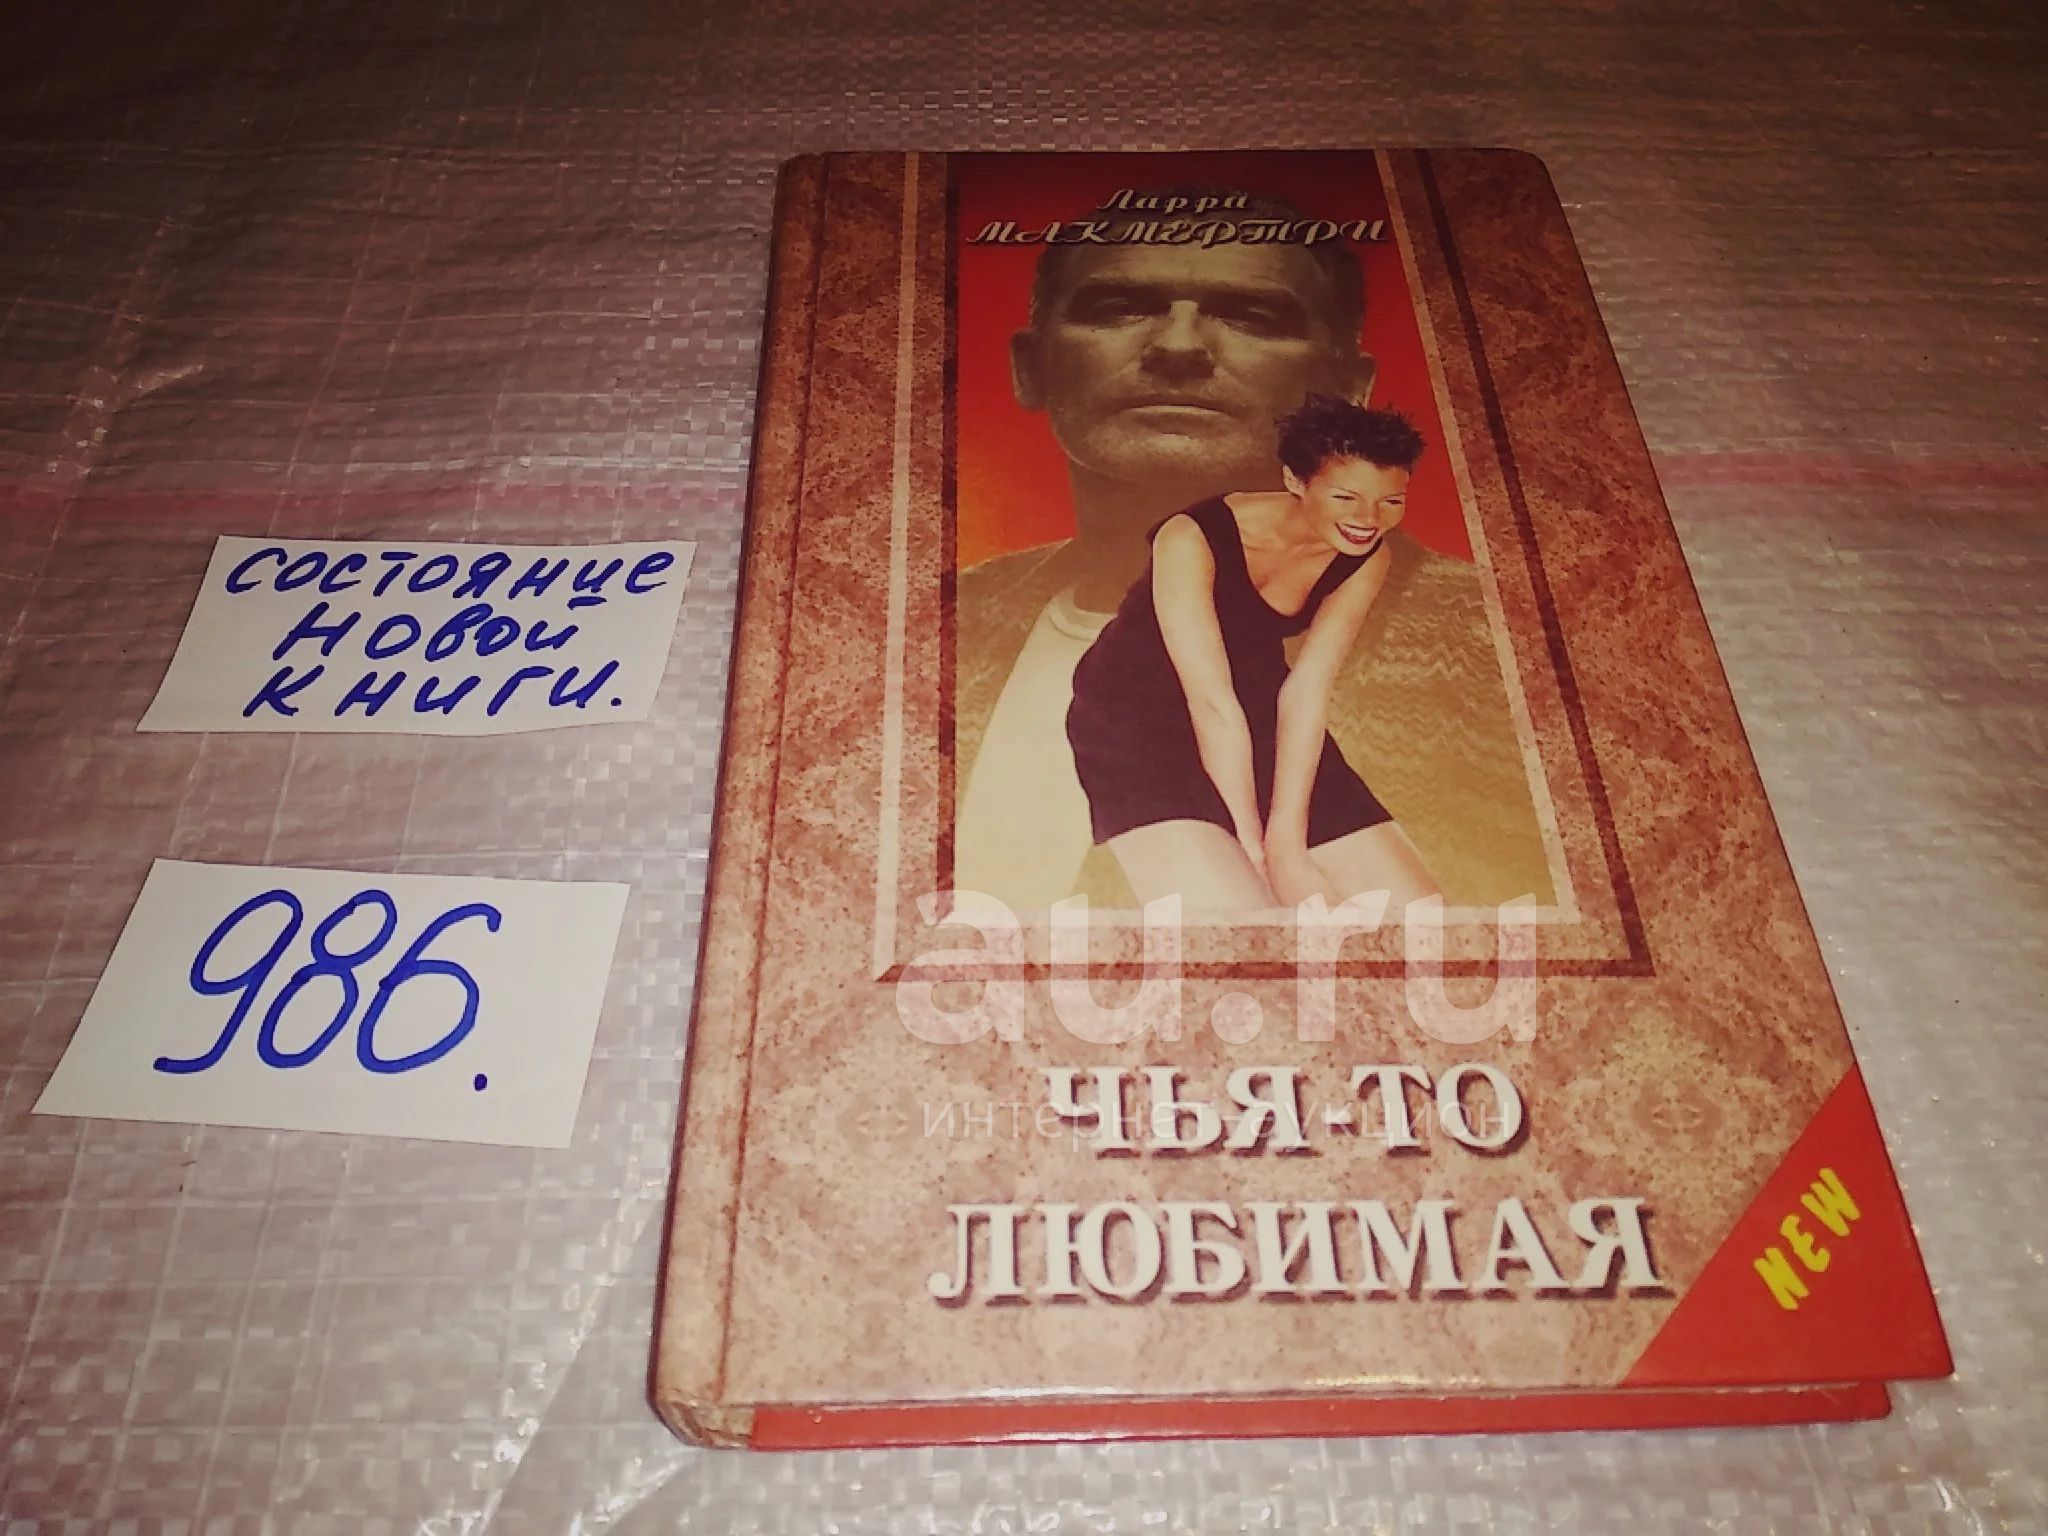 Ларри
МАКМЕРТРИ
состояние
новой
книги.
986.
au.ru
интернет-аукцион
ЧЬЯ ТО
ЛЮБИМАЯ
NEW